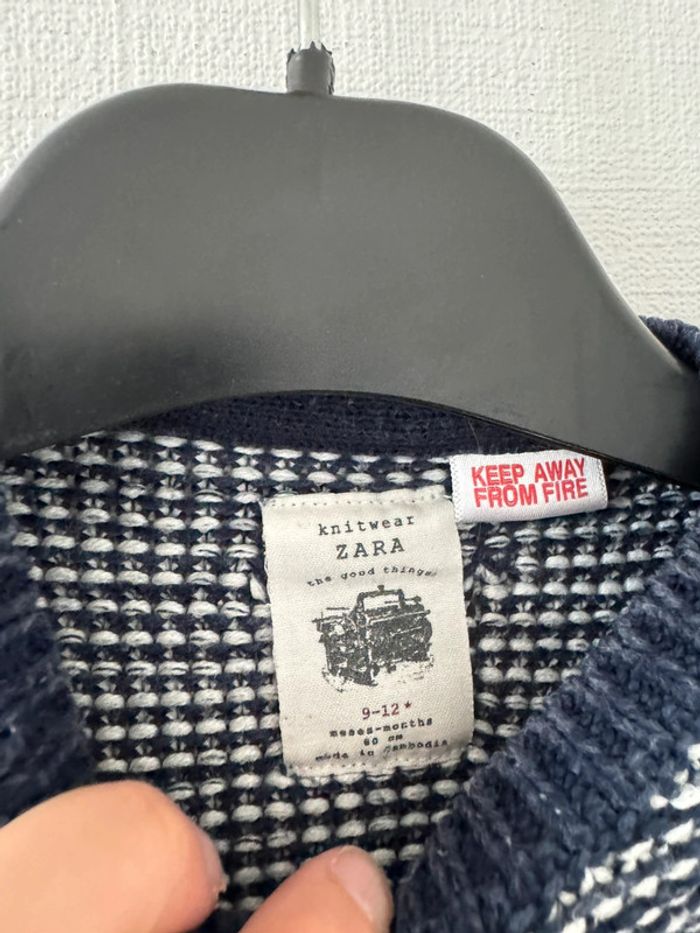 knitwear
ZARA
the good things
9-12*
meses-months
80 cm
made in Cambodia
KEEP AWAY
FROM FIRE